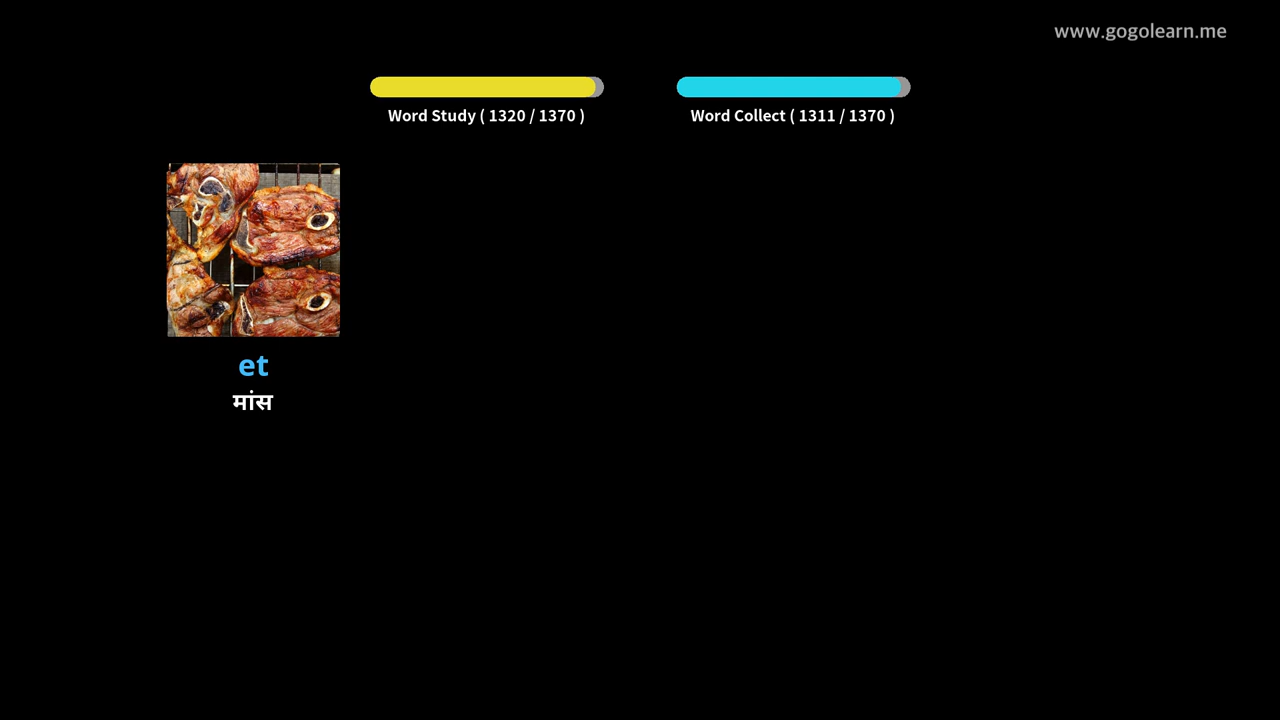 www.gogolearn.me
Word Study ( 1320 / 1370 )
Word Collect ( 1311 / 1370 )
et
मांस